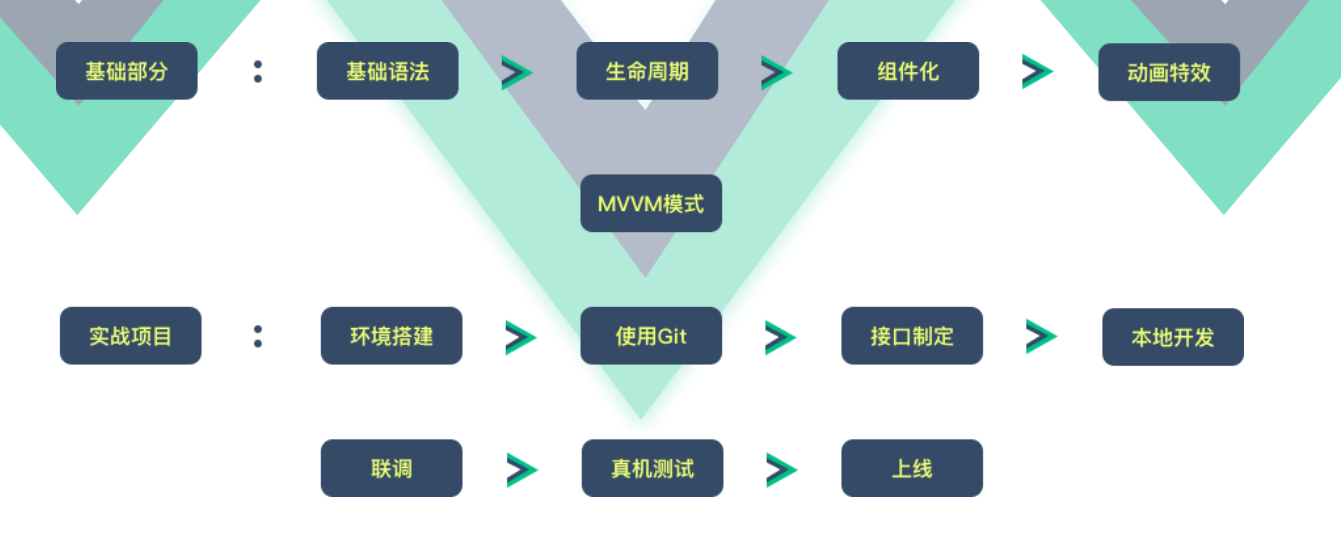 基础部分 : 基础语法 > 生命周期 > 组件化 > 动画特效
MVVM模式
实战项目 : 环境搭建 > 使用Git > 接口制定 > 本地开发
联调 > 真机测试 > 上线